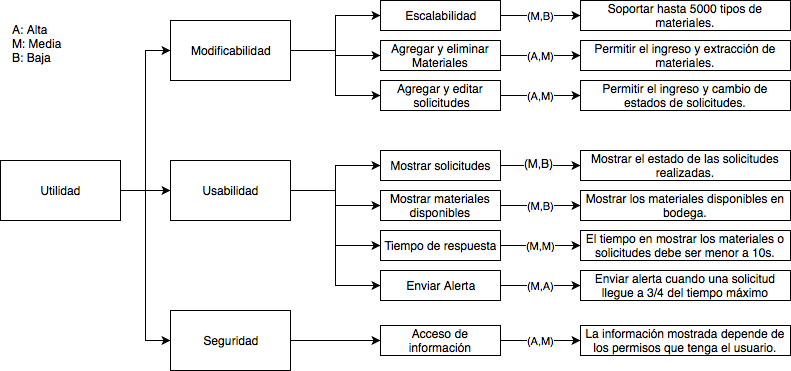 A: Alta
M: Media
B: Baja
Utilidad
Modificabilidad
Escalabilidad
(M,B)
Soportar hasta 5000 tipos de
materiales.
Agregar y eliminar
Materiales
(A,M)
Permitir el ingreso y extracción de
materiales.
Agregar y editar
solicitudes
(A,M)
Permitir el ingreso y cambio de
estados de solicitudes.
Usabilidad
Mostrar solicitudes
(M,B)
Mostrar el estado de las solicitudes
realizadas.
Mostrar materiales
disponibles
(M,B)
Mostrar los materiales disponibles en
bodega.
Tiempo de respuesta
(M,M)
El tiempo en mostrar los materiales o
solicitudes debe ser menor a 10s.
Enviar Alerta
(M,A)
Enviar alerta cuando una solicitud
llegue a 3/4 del tiempo máximo
Seguridad
Acceso de
información
(A,M)
La información mostrada depende de
los permisos que tenga el usuario.